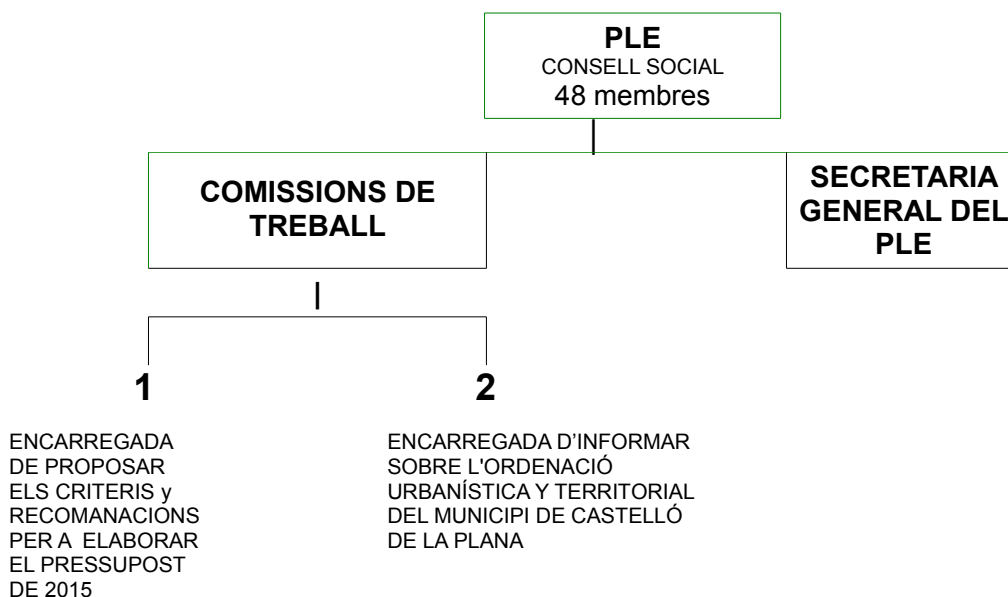 PLE
CONSELL SOCIAL
48 membres
COMISSIONS DE
TREBALL
SECRETARIA
GENERAL DEL
PLE
1
ENCARREGADA
DE PROPOSAR
ELS CRITERIS y
RECOMANACIONS
PER A ELABORAR
EL PRESSUPOST
DE 2015
2
ENCARREGADA D’INFORMAR
SOBRE L'ORDENACIÓ
URBANÍSTICA Y TERRITORIAL
DEL MUNICIPI DE CASTELLÓ
DE LA PLANA